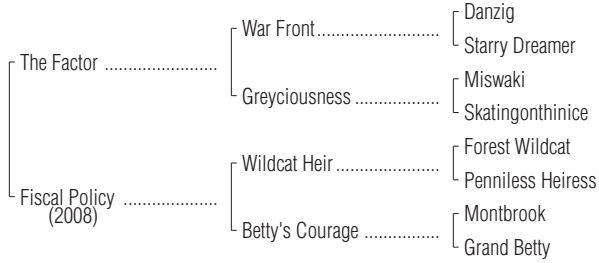 Danzig
War Front
Starry Dreamer
The Factor
Miswaki
Greyciousness
Skatingonthinice
Forest Wildcat
Wildcat Heir
Penniless Heiress
Fiscal Policy
(2008)
Montbrook
Betty's Courage
Grand Betty